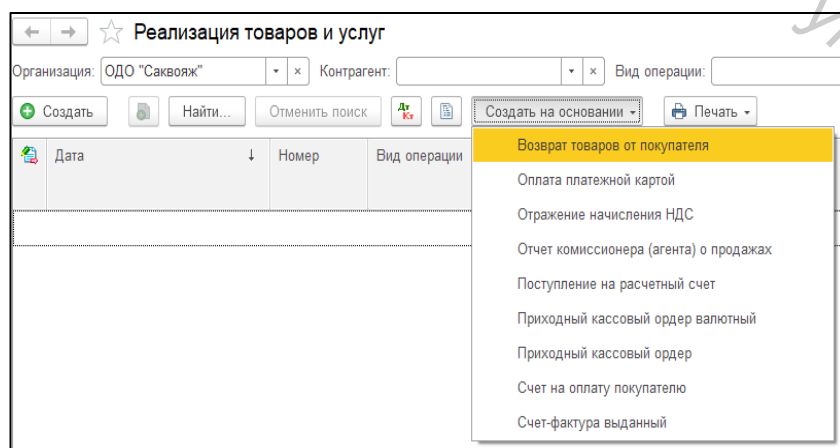 Реализация товаров и услуг
Организация: ОДО "Саквояж" Контрагент: Вид операции:
Создать Найти... Отменить поиск Дт Кт Создать на основании Печать
Дата ↓ Номер Вид операции
Возврат товаров от покупателя
Оплата платежной картой
Отражение начисления НДС
Отчет комиссионера (агента) о продажах
Поступление на расчетный счет
Приходный кассовый ордер валютный
Приходный кассовый ордер
Счет на оплату покупателю
Счет-фактура выданный